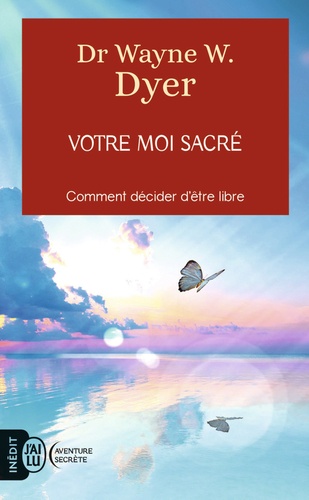 Dr Wayne W.
Dyer
VOTRE MOI SACRÉ
Comment décider d'être libre
INÉDIT
J'AI
LU
AVENTURE
SECRÈTE